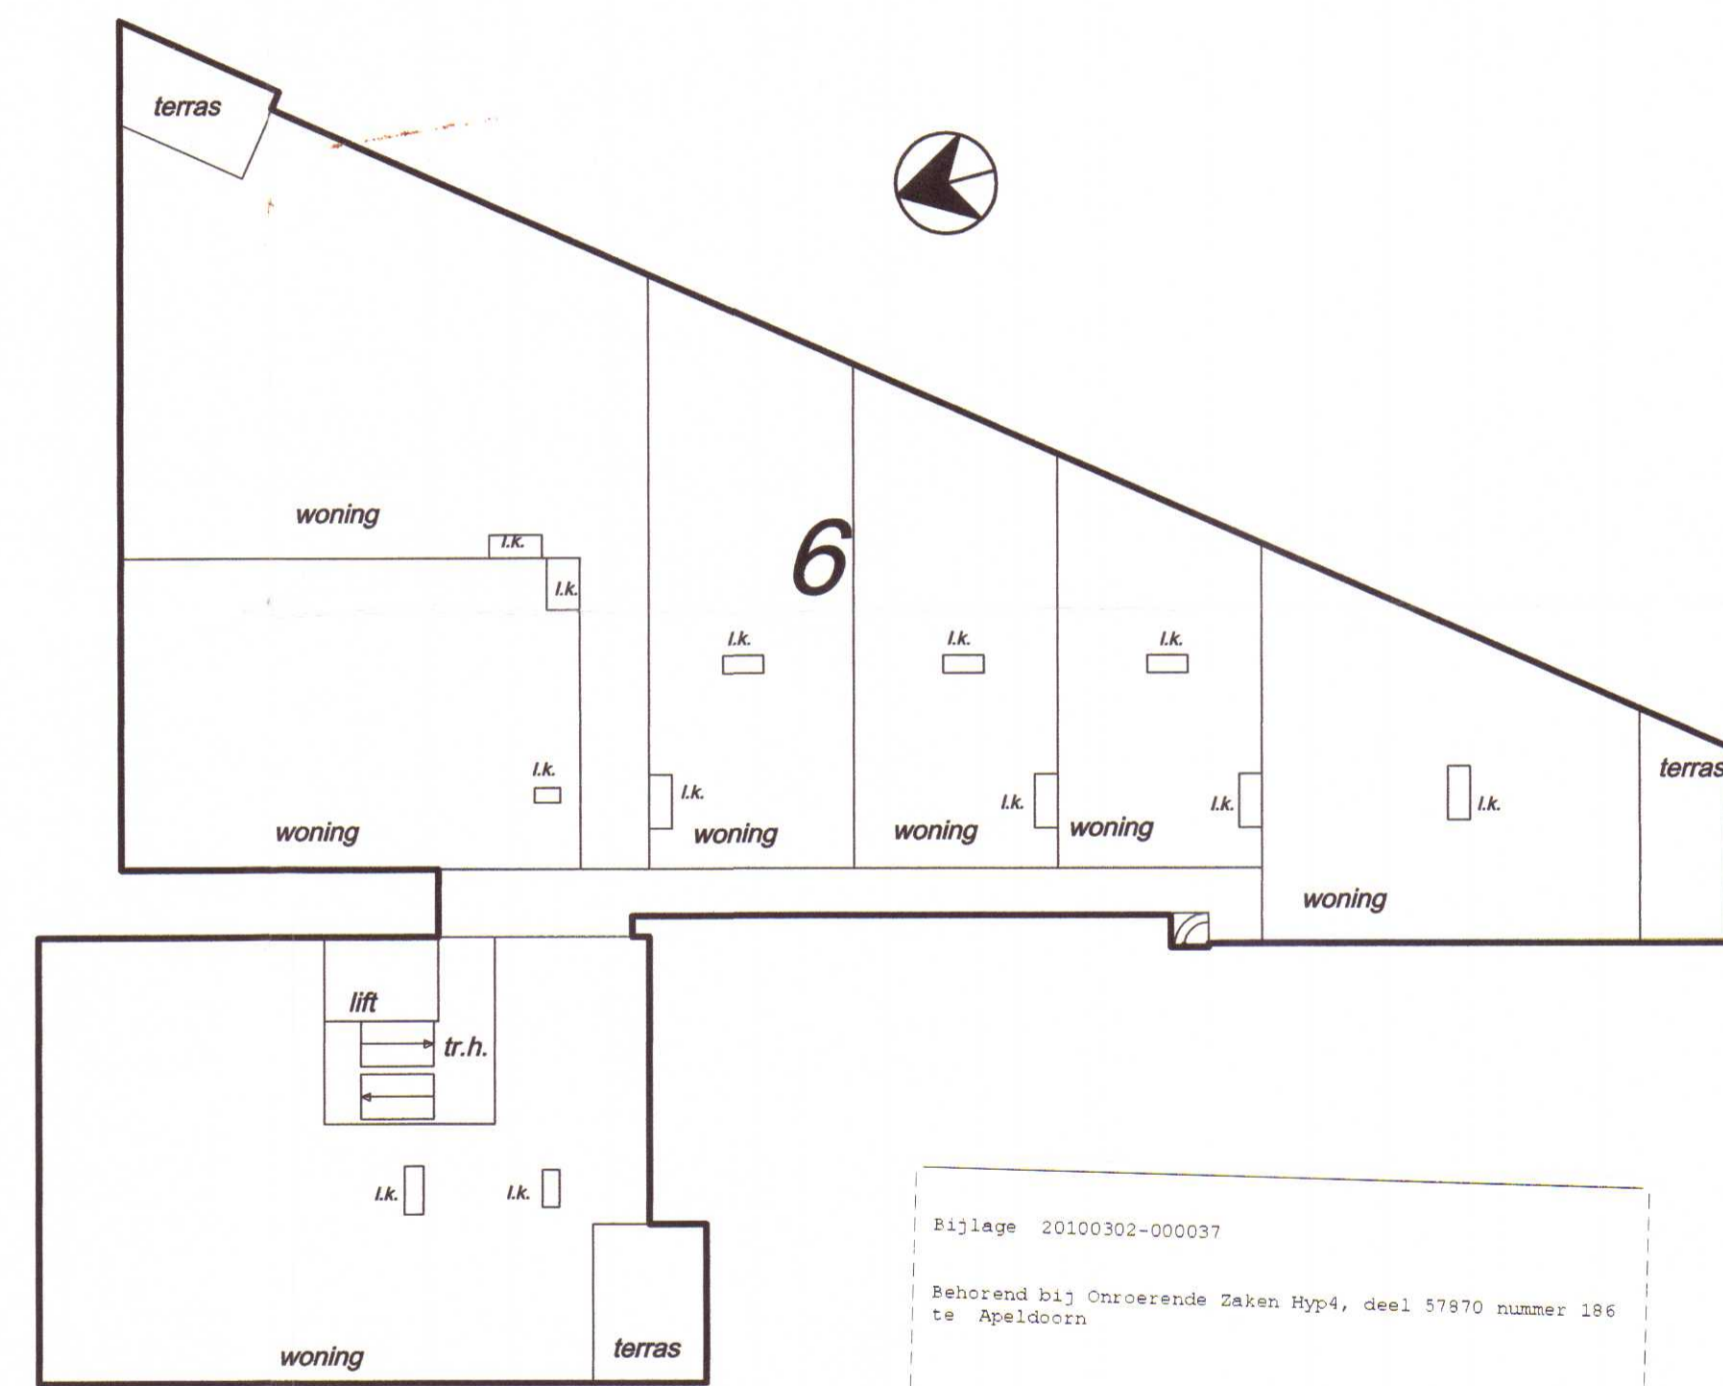 terras
woning
l.k.
l.k.
6
l.k.
l.k.
l.k.
l.k.
l.k.
l.k.
l.k.
l.k.
terras
woning
woning
woning
woning
woning
lift
tr.h.
l.k.
l.k.
woning
terras
Bijlage 20100302-000037
Behorend bij Onroerende Zaken Hyp4, deel 57870 nummer 186
te Apeldoorn